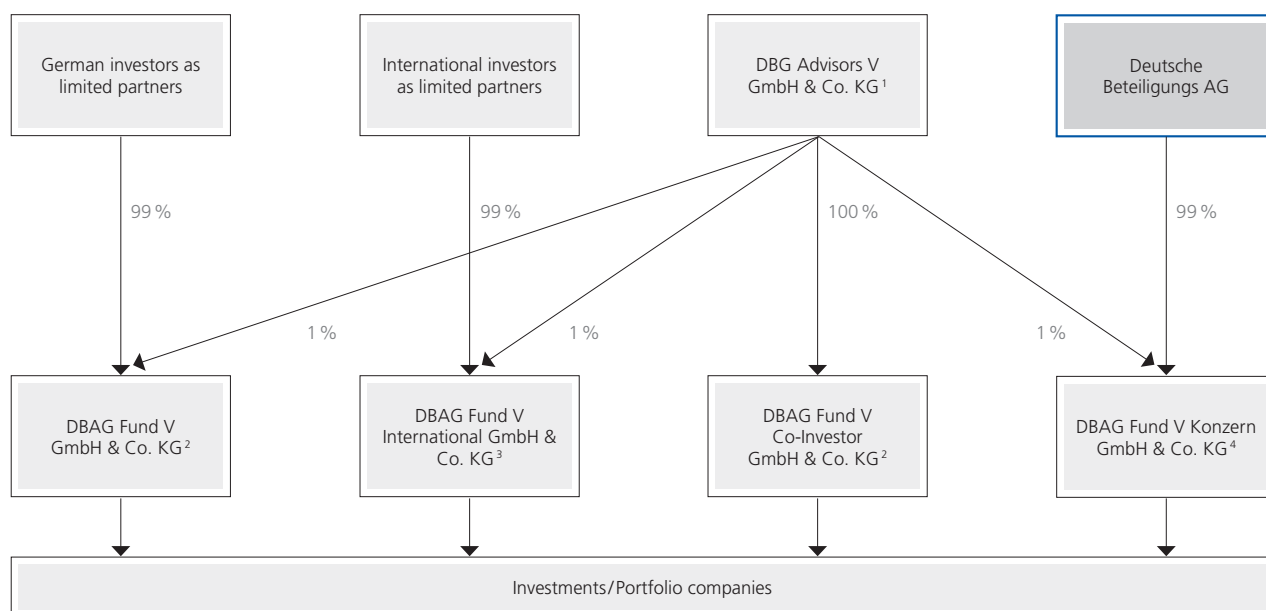 German investors as
limited partners
International investors
as limited partners
DBG Advisors V
GmbH & Co. KG 1
Deutsche
Beteiligungs AG
99 %
99 %
100 %
99 %
1 %
1 %
1 %
DBAG Fund V
GmbH & Co. KG 2
DBAG Fund V
International GmbH &
Co. KG 3
DBAG Fund V
Co-Investor
GmbH & Co. KG 2
DBAG Fund V Konzern
GmbH & Co. KG 4
Investments/Portfolio companies